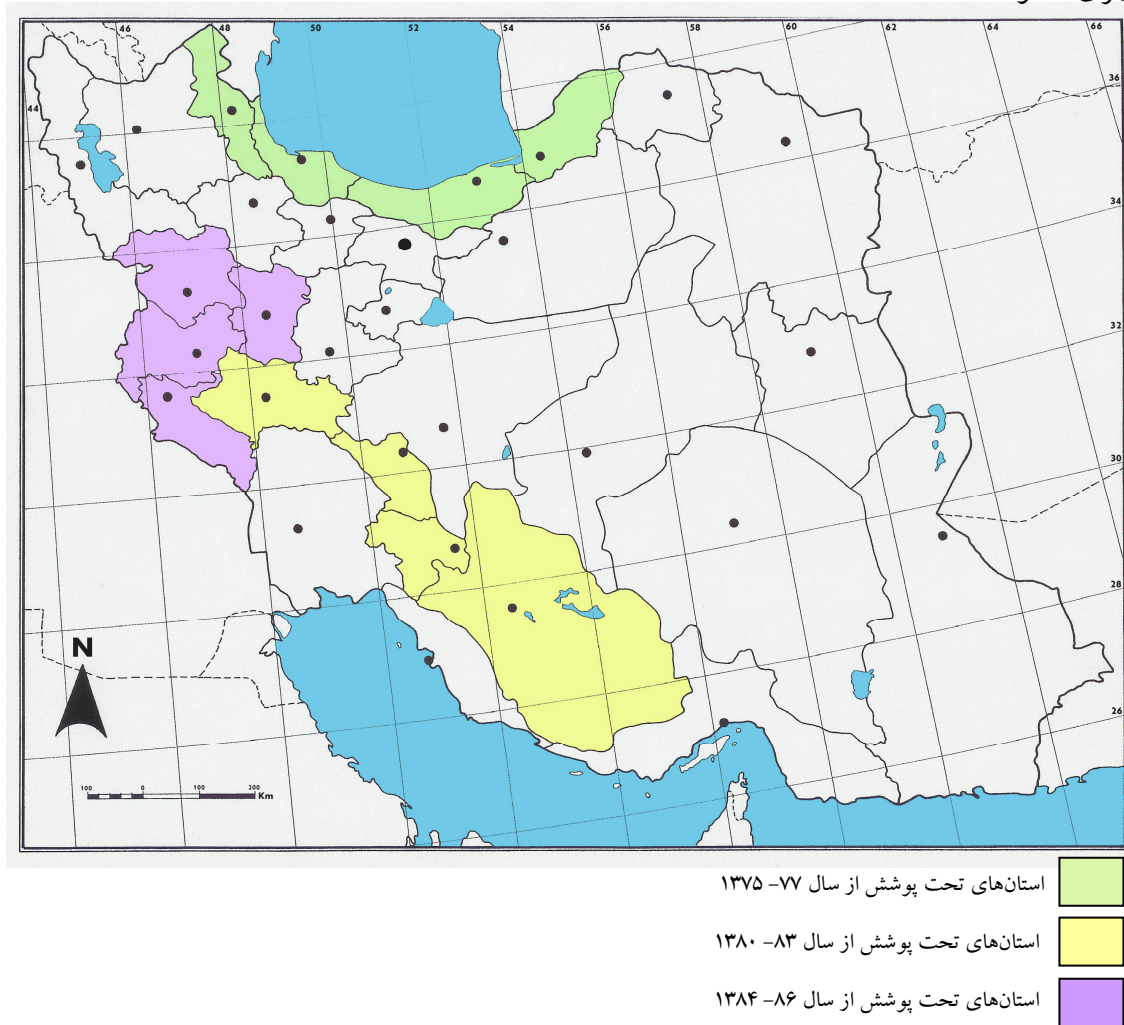 46 48 50 52 54 56 58 60 62 64 66
44
36
34
32
30
28
26
N
100 0 100 200 Km
استان‌های تحت پوشش از سال ۷۷- ۱۳۷۵
استان‌های تحت پوشش از سال ۸۳- ۱۳۸۰
استان‌های تحت پوشش از سال ۸۶- ۱۳۸۴